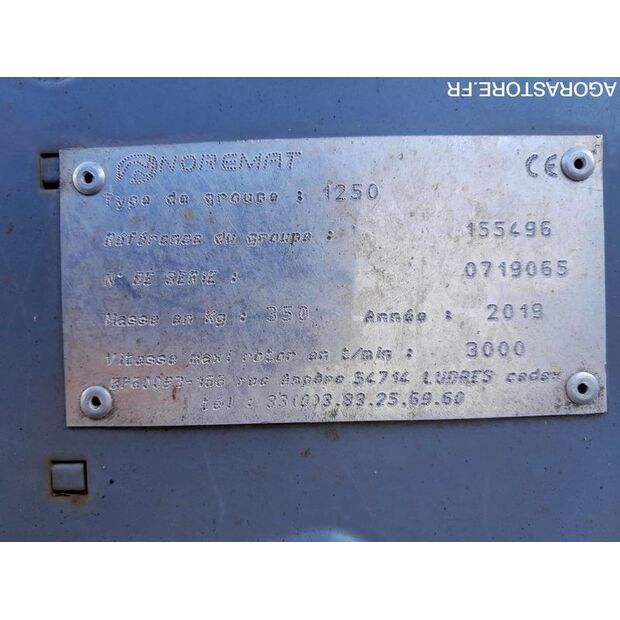 AGORASTORE.FR
NOREMAT CE
Type de groupe : 1250
Référence du groupe : 155496
N° DE SERIE : 0719065
Masse en Kg : 350 Année : 2019
Vitesse maxi rotor en t/min : 3000
rue Ampère 54714 LUDRES cedex
tel : 33(0)3.83.25.69.60